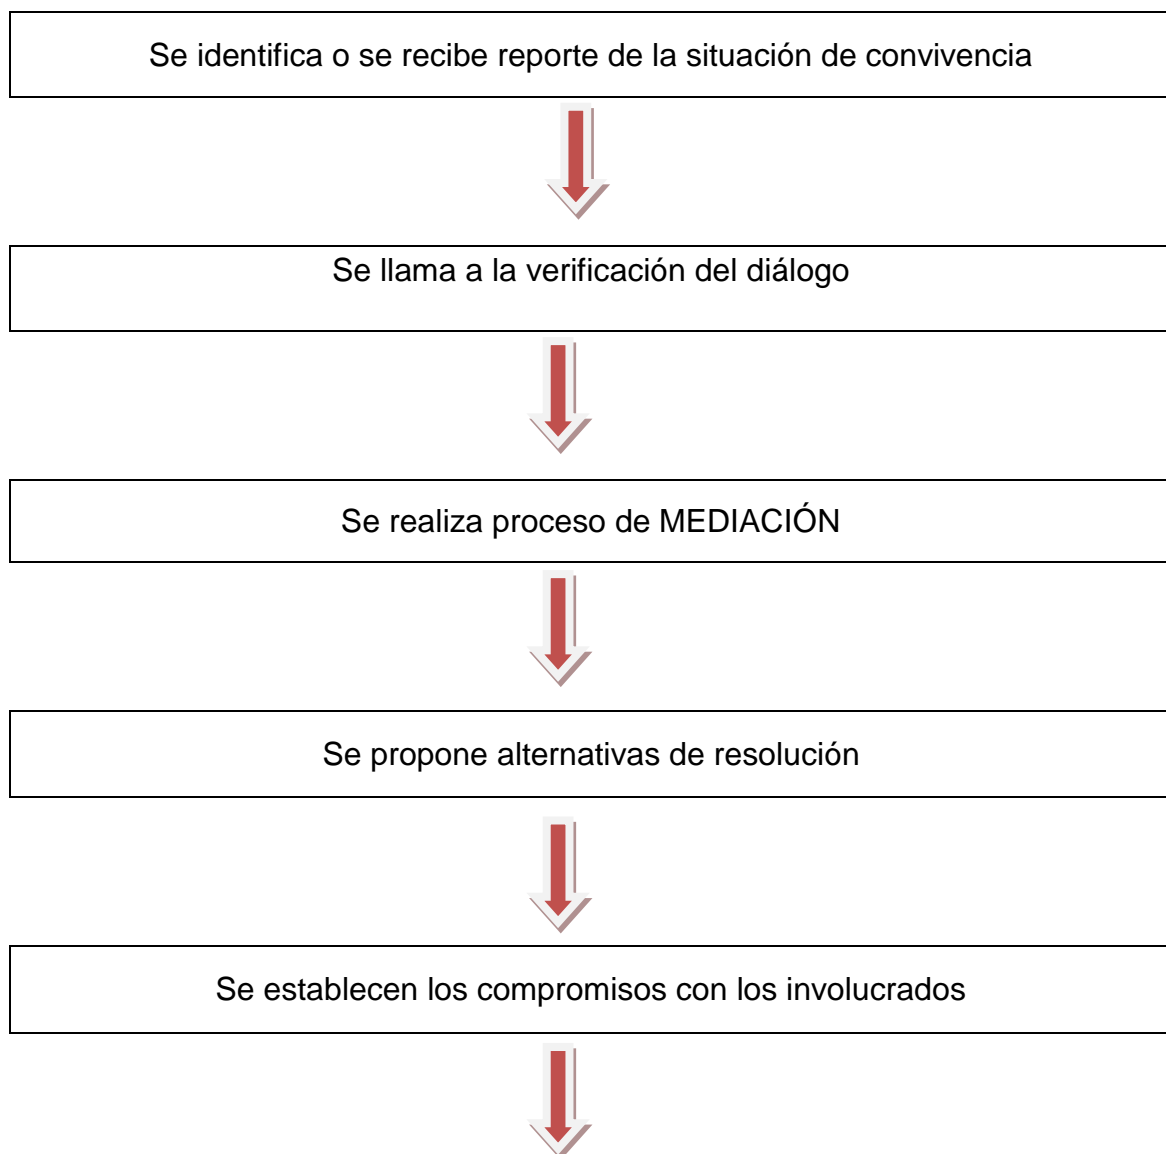 Se identifica o se recibe reporte de la situación de convivencia
Se llama a la verificación del diálogo
Se realiza proceso de MEDIACIÓN
Se propone alternativas de resolución
Se establecen los compromisos con los involucrados